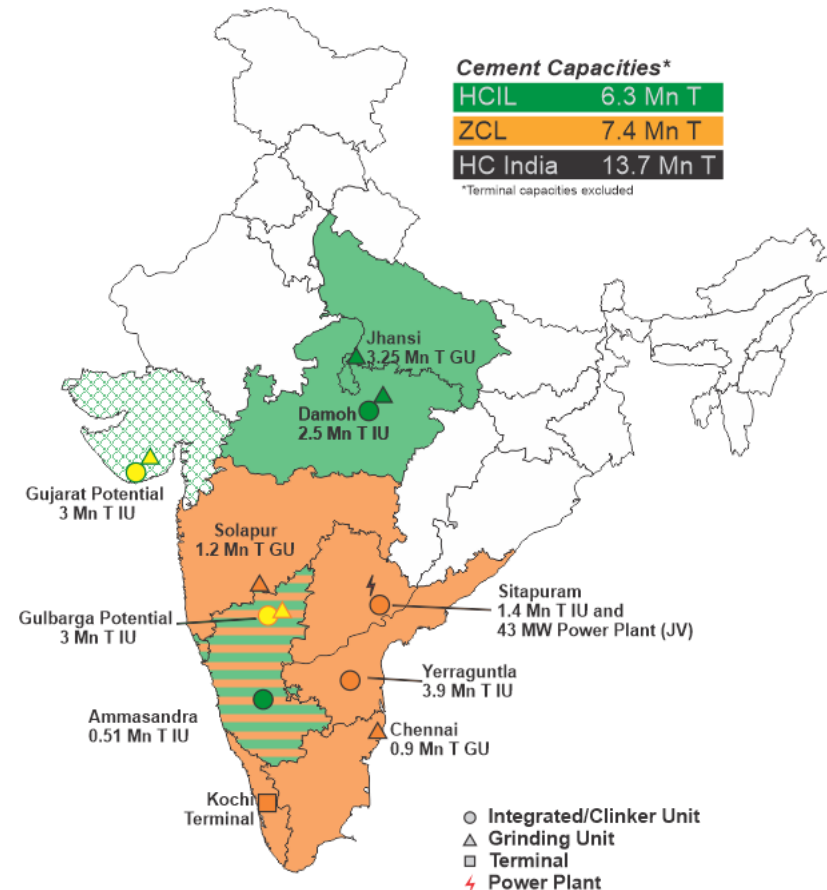 Cement Capacities*
HCIL 6.3 Mn T
ZCL 7.4 Mn T
HC India 13.7 Mn T
*Terminal capacities excluded
Jhansi
3.25 Mn T GU
Damoh
2.5 Mn T IU
Gujarat Potential
3 Mn T IU
Solapur
1.2 Mn T GU
Gulbarga Potential
3 Mn T IU
Sitapuram
1.4 Mn T IU and
43 MW Power Plant (JV)
Yerraguntla
3.9 Mn T IU
Ammasandra
0.51 Mn T IU
Chennai
0.9 Mn T GU
Kochi
Terminal
Integrated/Clinker Unit
Grinding Unit
Terminal
Power Plant